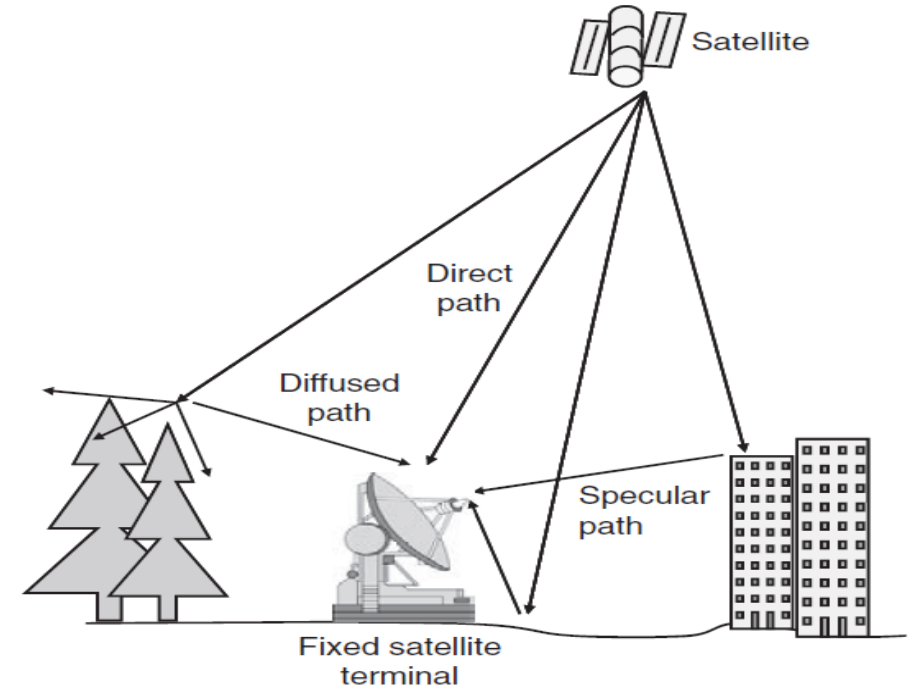 Satellite
Direct
path
Diffused
path
Specular
path
Fixed satellite
terminal